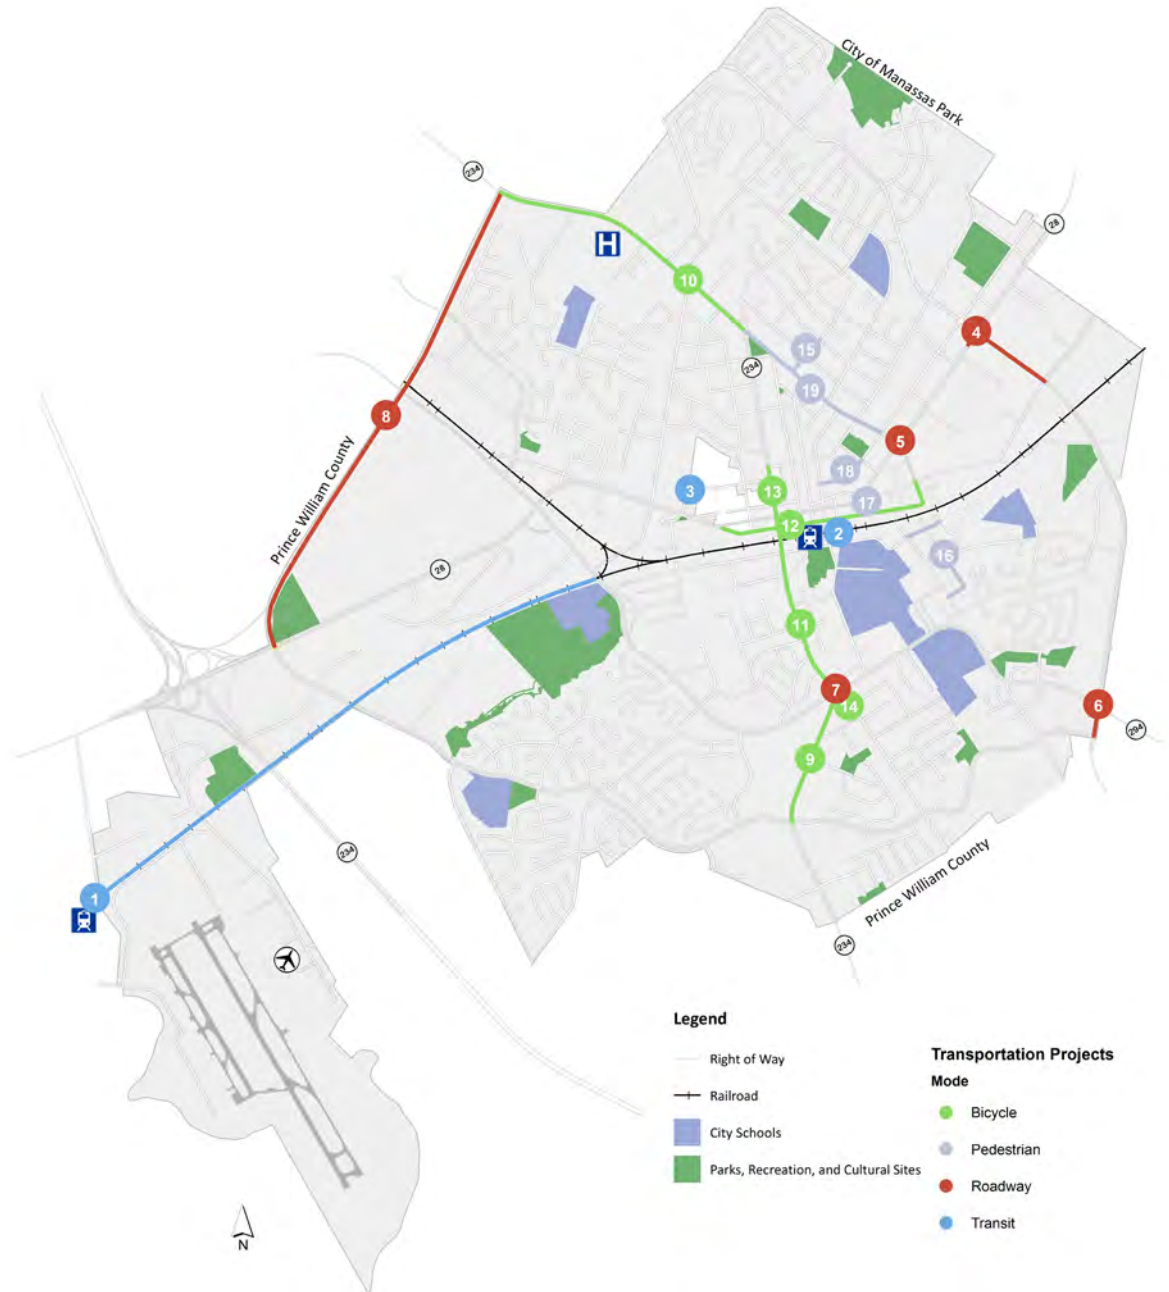 City of Manassas Park
234
28
H
10
4
15
234
19
8
5
Prince William County
18
3
13
17
12
2
16
28
11
7
14
6
294
9
234
Prince William County
1
234
N
Legend
Right of Way
Railroad
City Schools
Parks, Recreation, and Cultural Sites
Transportation Projects
Mode
Bicycle
Pedestrian
Roadway
Transit